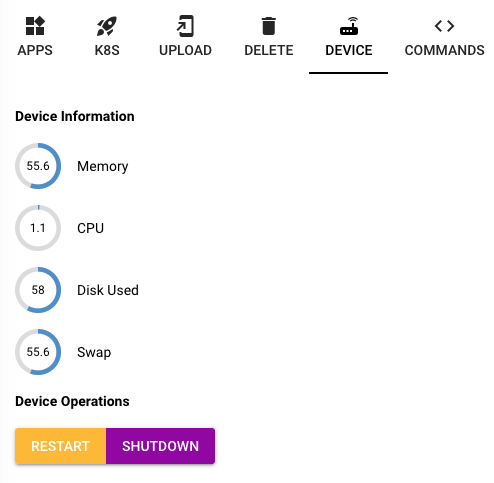 APPS K8S UPLOAD DELETE DEVICE COMMANDS
Device Information
55.6 Memory
1.1 CPU
58 Disk Used
55.6 Swap
Device Operations
RESTART SHUTDOWN